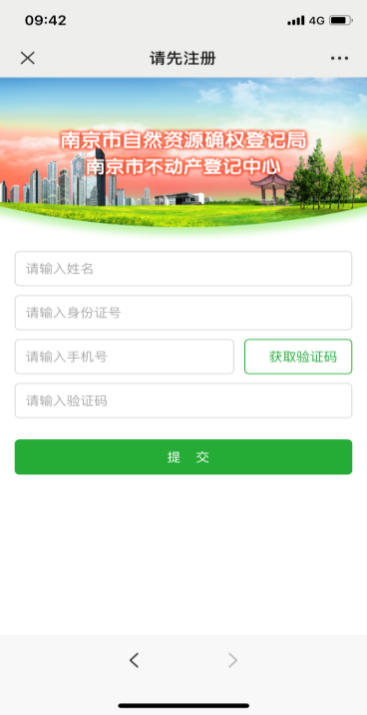 09:42
4G
请先注册
南京市自然资源确权登记局
南京市不动产登记中心
请输入姓名
请输入身份证号
请输入手机号
获取验证码
请输入验证码
提 交